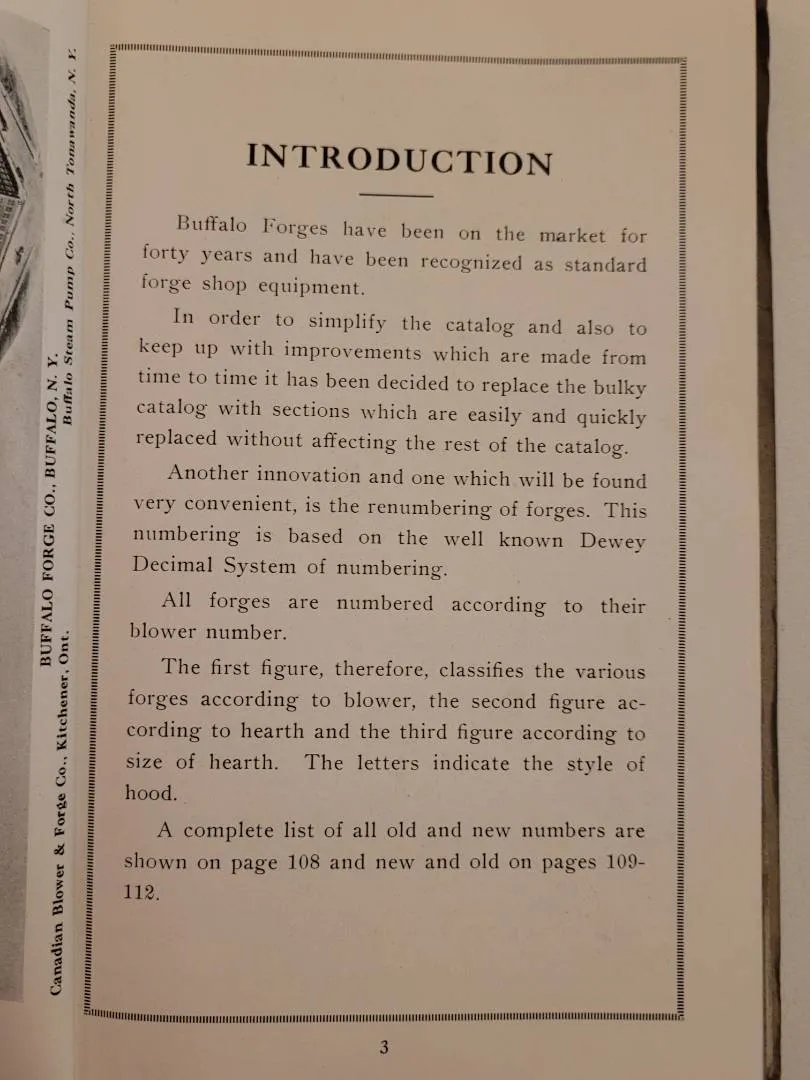 BUFFALO FORGE CO., BUFFALO, N. Y.
Canadian Blower & Forge Co., Kitchener, Ont.
Buffalo Steam Pump Co., North Tonawanda, N. Y.
INTRODUCTION
Buffalo Forges have been on the market for
forty years and have been recognized as standard
forge shop equipment.
In order to simplify the catalog and also to
keep up with improvements which are made from
time to time it has been decided to replace the bulky
catalog with sections which are easily and quickly
replaced without affecting the rest of the catalog.
Another innovation and one which will be found
very convenient, is the renumbering of forges. This
numbering is based on the well known Dewey
Decimal System of numbering.
All forges are numbered according to their
blower number.
The first figure, therefore, classifies the various
forges according to blower, the second figure ac-
cording to hearth and the third figure according to
size of hearth. The letters indicate the style of
hood.
A complete list of all old and new numbers are
shown on page 108 and new and old on pages 109-
112.
3